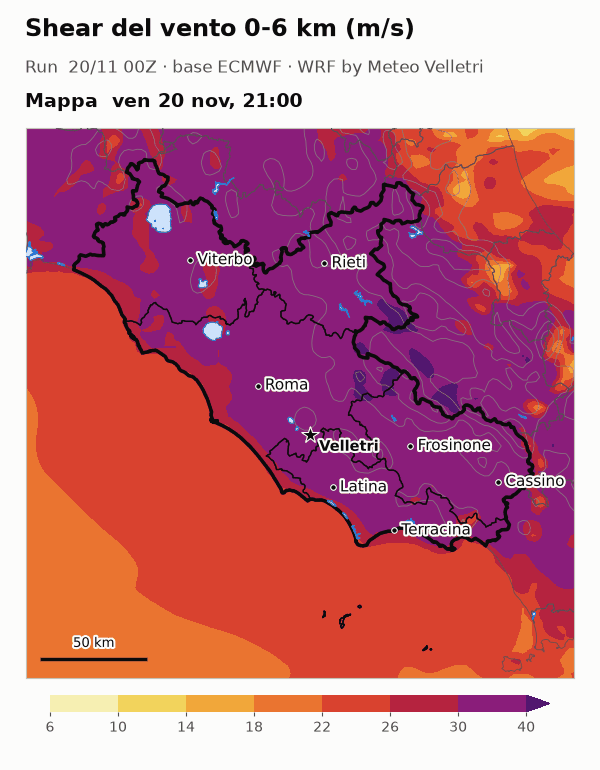 Shear del vento 0-6 km (m/s)
Run  20/11 00Z · base ECMWF · WRF by Meteo Velletri
Mappa  ven 20 nov, 21:00
Viterbo
Rieti
Roma
Velletri
Frosinone
Latina
Cassino
Terracina
50 km
6 10 14 18 22 26 30 40